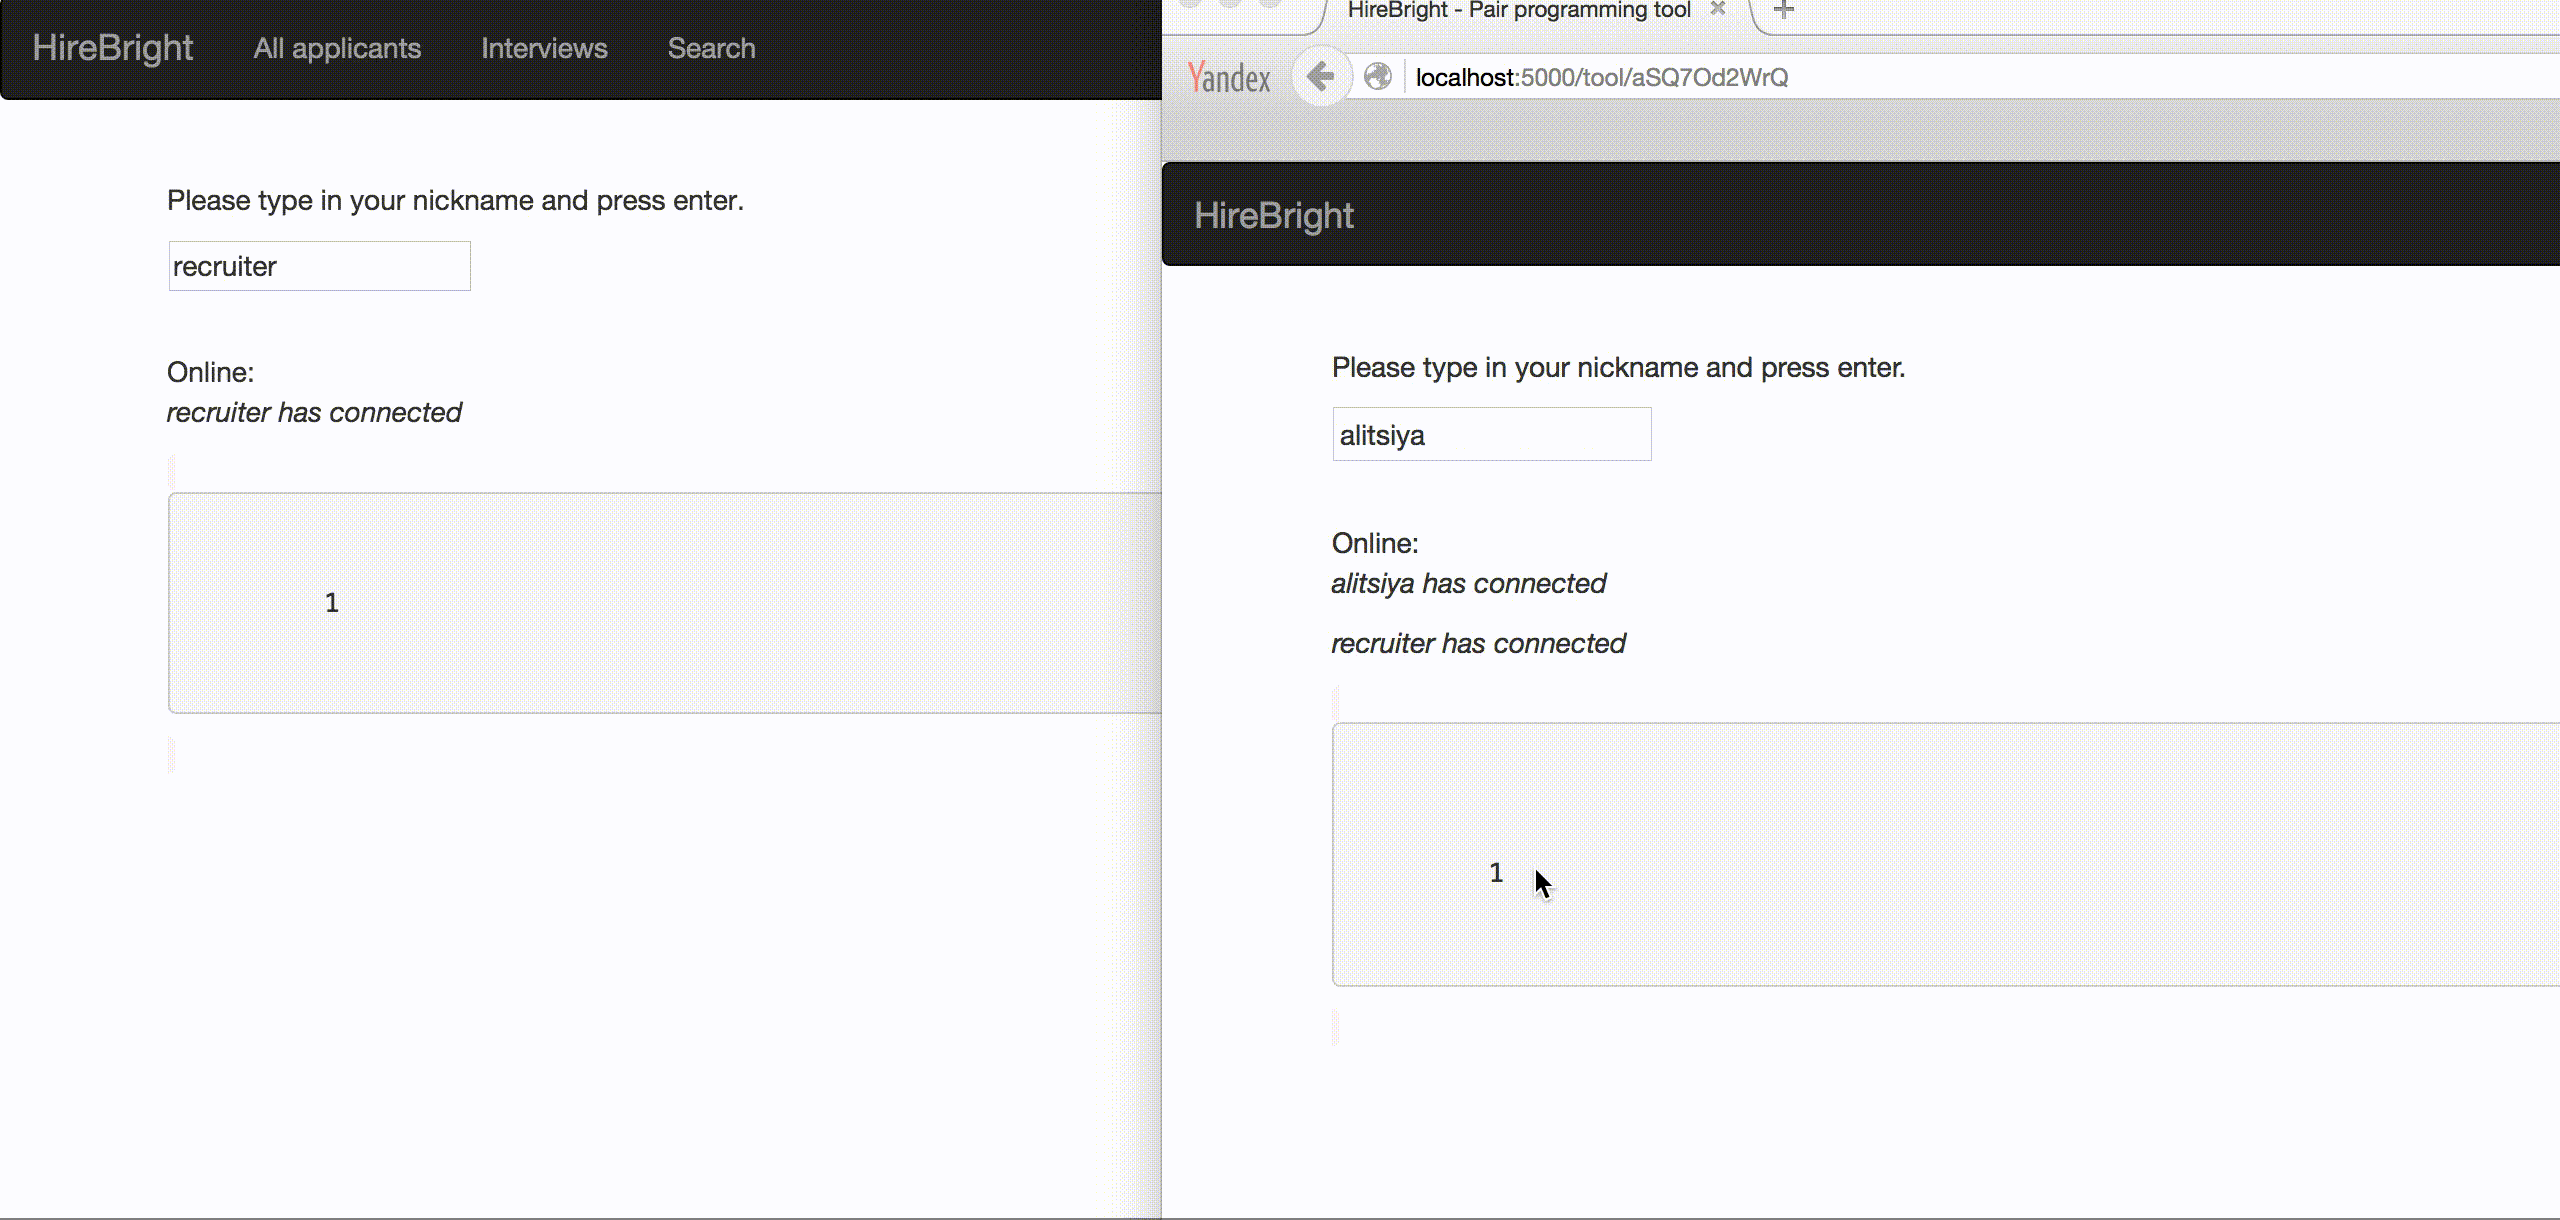 HireBright All applicants Interviews Search
Please type in your nickname and press enter.
recruiter
Online:
recruiter has connected
1
HireBright - Pair programming tool
Yandex localhost:5000/tool/aSQ7Od2WrQ
HireBright
Please type in your nickname and press enter.
alitsiya
Online:
alitsiya has connected
recruiter has connected
1